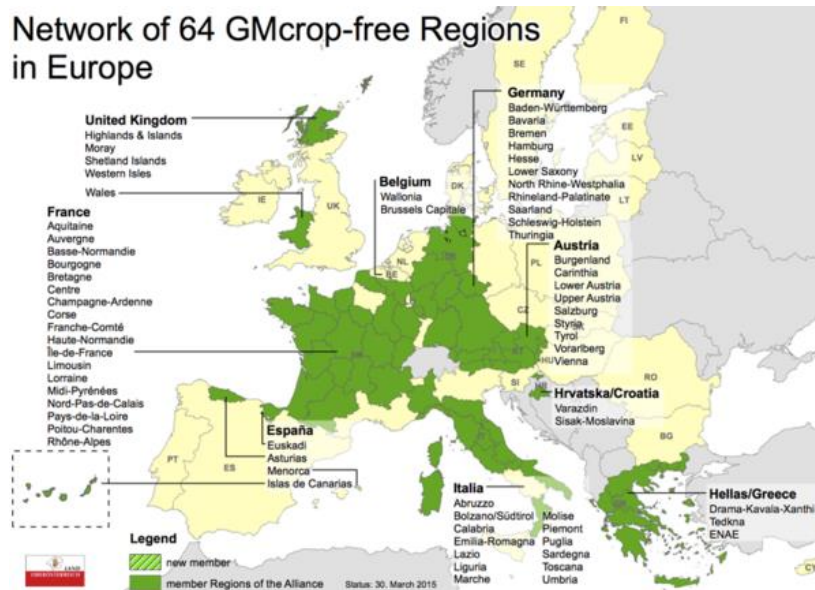 Network of 64 GMcrop-free Regions
in Europe
United Kingdom
Highlands & Islands
Moray
Shetland Islands
Western Isles
Wales
France
Aquitaine
Auvergne
Basse-Normandie
Bourgogne
Bretagne
Centre
Champagne-Ardenne
Corse
Franche-Comté
Haute-Normandie
Île-de-France
Limousin
Lorraine
Midi-Pyrénées
Nord-Pas-de-Calais
Pays-de-la-Loire
Poitou-Charentes
Rhône-Alpes
Belgium
Wallonia
Brussels Capitale
Germany
Baden-Württemberg
Bavaria
Bremen
Hamburg
Hesse
Lower Saxony
North Rhine-Westphalia
Rhineland-Palatinate
Saarland
Schleswig-Holstein
Thuringia
Austria
Burgenland
Carinthia
Lower Austria
Upper Austria
Salzburg
Styria
Tyrol
Vorarlberg
Vienna
Hrvatska/Croatia
Varazdin
Sisak-Moslavina
España
Euskadi
Asturias
Menorca
Islas de Canarias
Italia
Abruzzo
Bolzano/Südtirol
Calabria
Emilia-Romagna
Lazio
Liguria
Marche
Molise
Piemont
Puglia
Sardegna
Toscana
Umbria
Hellas/Greece
Drama-Kavala-Xanthi
Tedkna
ENAE
FI
SE
EE
LV
LT
DK
IE
UK
NL
BE
PL
CZ
HU
SI
RO
BG
PT
ES
CY
Legend
new member
member Regions of the Alliance
Status: 30. March 2015
LAND
OBERÖSTERREICH